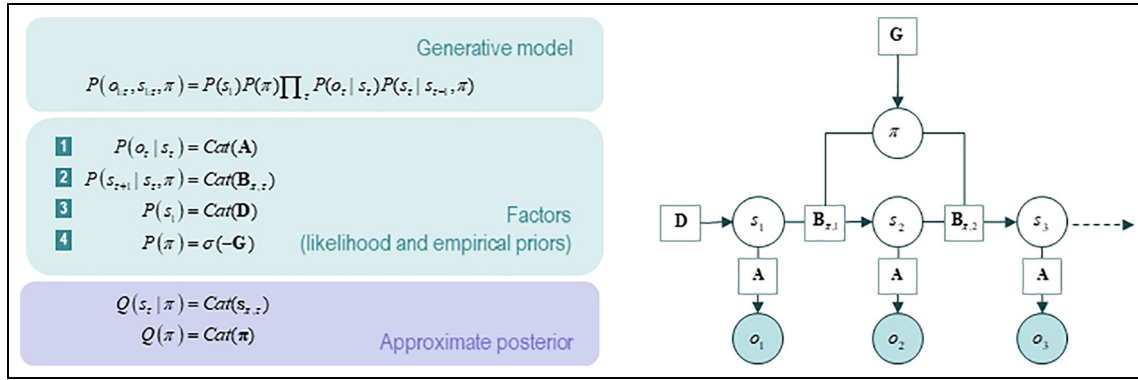 Generative model
P(o₁:τ, s₁:τ, π) = P(s₁)P(π)∏τ P(oτ | sτ)P(sτ | sτ₋₁, π)
1 P(oτ | sτ) = Cat(A)
2 P(sτ₊₁ | sτ, π) = Cat(Bπ,τ)
3 P(s₁) = Cat(D)
Factors
4 P(π) = σ(−G)
(likelihood and empirical priors)
Q(sτ | π) = Cat(sπ,τ)
Q(π) = Cat(π)
Approximate posterior
G
π
D s₁ Bπ,1 s₂ Bπ,2 s₃
A A A
o₁ o₂ o₃